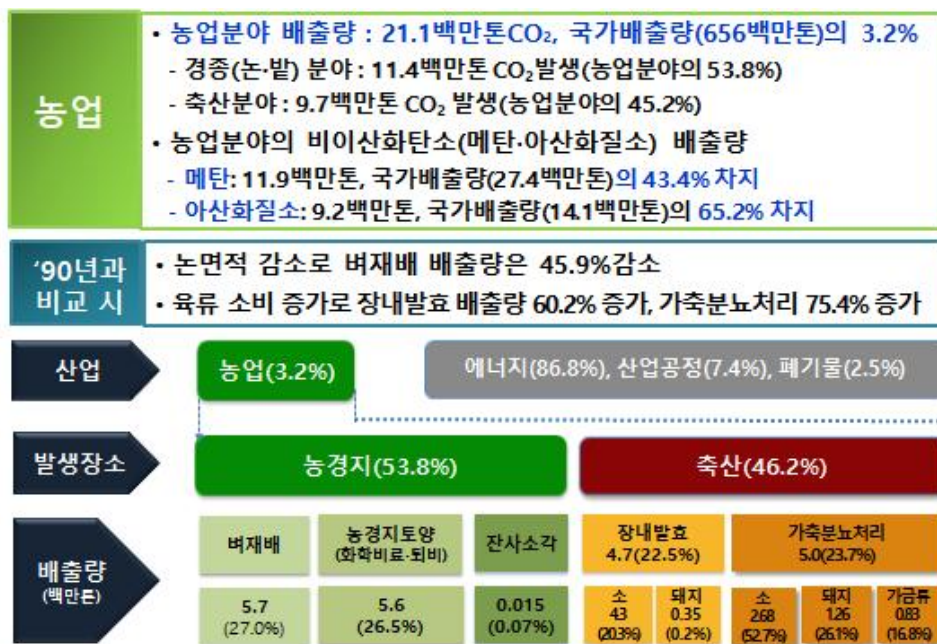 농업
• 농업분야 배출량 : 21.1백만톤CO₂, 국가배출량(656백만톤)의 3.2%
- 경종(논·밭) 분야 : 11.4백만톤 CO₂발생(농업분야의 53.8%)
- 축산분야 : 9.7백만톤 CO₂ 발생(농업분야의 45.2%)
• 농업분야의 비이산화탄소(메탄·아산화질소) 배출량
- 메탄: 11.9백만톤, 국가배출량(27.4백만톤)의 43.4% 차지
- 아산화질소: 9.2백만톤, 국가배출량(14.1백만톤)의 65.2% 차지
'90년과
비교 시
• 논면적 감소로 벼재배 배출량은 45.9%감소
• 육류 소비 증가로 장내발효 배출량 60.2% 증가, 가축분뇨처리 75.4% 증가
산업
농업(3.2%)
에너지(86.8%), 산업공정(7.4%), 폐기물(2.5%)
발생장소
농경지(53.8%)
축산(46.2%)
배출량
(백만톤)
벼재배
농경지토양
(화학비료·퇴비)
잔사소각
장내발효
4.7(22.5%)
가축분뇨처리
5.0(23.7%)
5.7
(27.0%)
5.6
(26.5%)
0.015
(0.07%)
소
43
(20.3%)
돼지
0.35
(0.2%)
소
2.68
(52.7%)
돼지
1.26
(26.1%)
가금류
0.83
(16.8%)